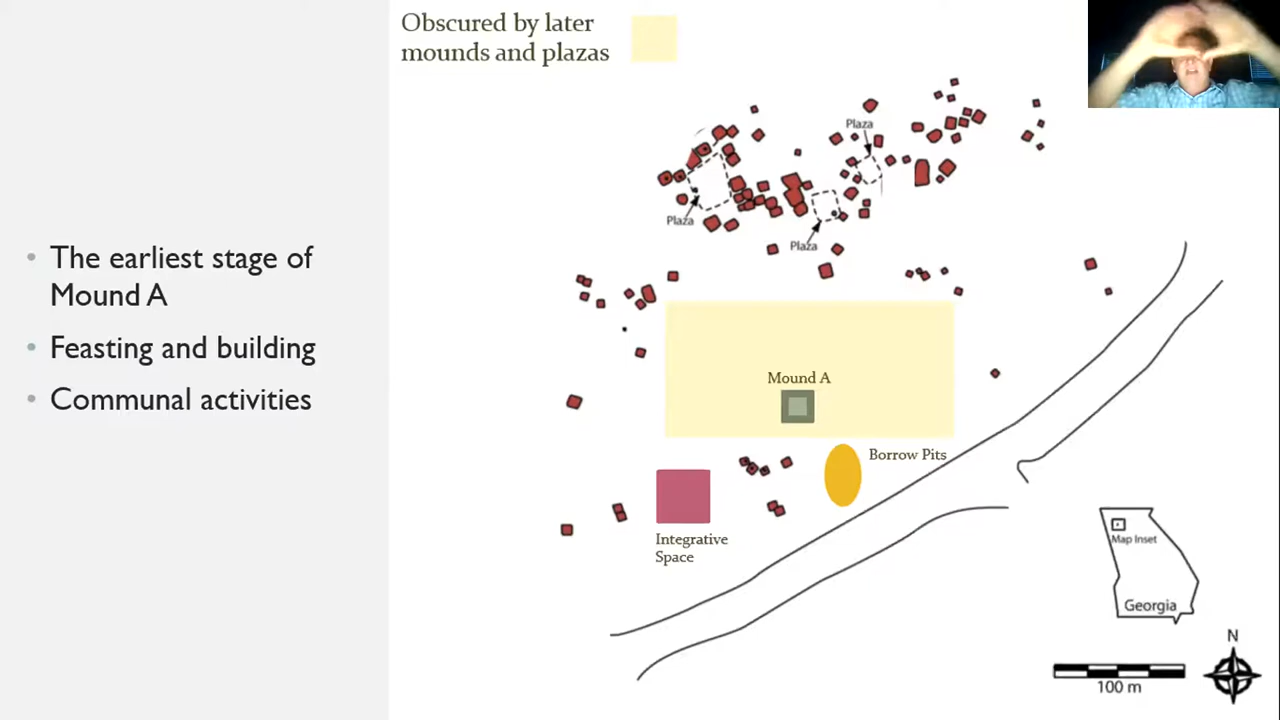 Obscured by later
mounds and plazas
• The earliest stage of
Mound A
• Feasting and building
• Communal activities
Plaza
Plaza
Plaza
Mound A
Borrow Pits
Integrative
Space
Map Inset
Georgia
N
100 m